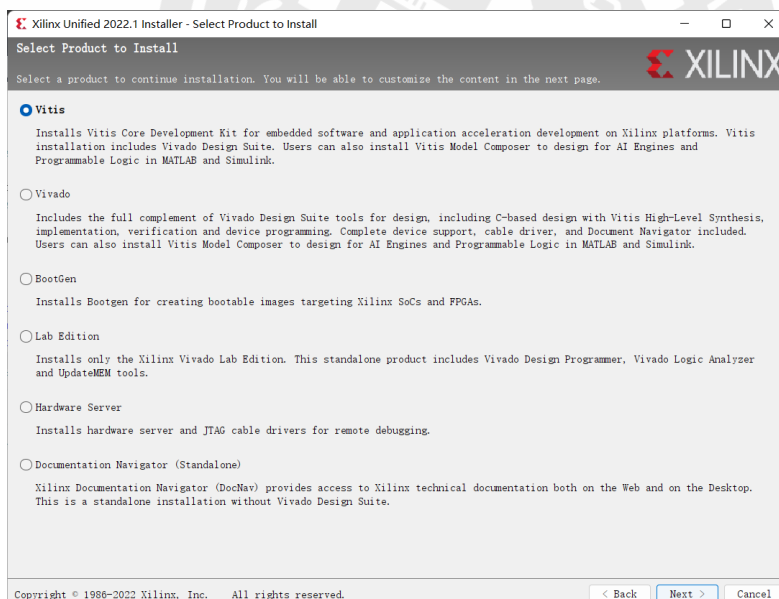 Xilinx Unified 2022.1 Installer - Select Product to Install
Select Product to Install
XILINX
Select a product to continue installation. You will be able to customize the content in the next page.
Vitis
Installs Vitis Core Development Kit for embedded software and application acceleration development on Xilinx platforms. Vitis
installation includes Vivado Design Suite. Users can also install Vitis Model Composer to design for AI Engines and
Programmable Logic in MATLAB and Simulink.
Vivado
Includes the full complement of Vivado Design Suite tools for design, including C-based design with Vitis High-Level Synthesis,
implementation, verification and device programming. Complete device support, cable driver, and Document Navigator included.
Users can also install Vitis Model Composer to design for AI Engines and Programmable Logic in MATLAB and Simulink.
BootGen
Installs Bootgen for creating bootable images targeting Xilinx SoCs and FPGAs.
Lab Edition
Installs only the Xilinx Vivado Lab Edition. This standalone product includes Vivado Design Programmer, Vivado Logic Analyzer
and UpdateMEM tools.
Hardware Server
Installs hardware server and JTAG cable drivers for remote debugging.
Documentation Navigator (Standalone)
Xilinx Documentation Navigator (DocNav) provides access to Xilinx technical documentation both on the Web and on the Desktop.
This is a standalone installation without Vivado Design Suite.
Copyright © 1986-2022 Xilinx, Inc. All rights reserved.
< Back Next > Cancel